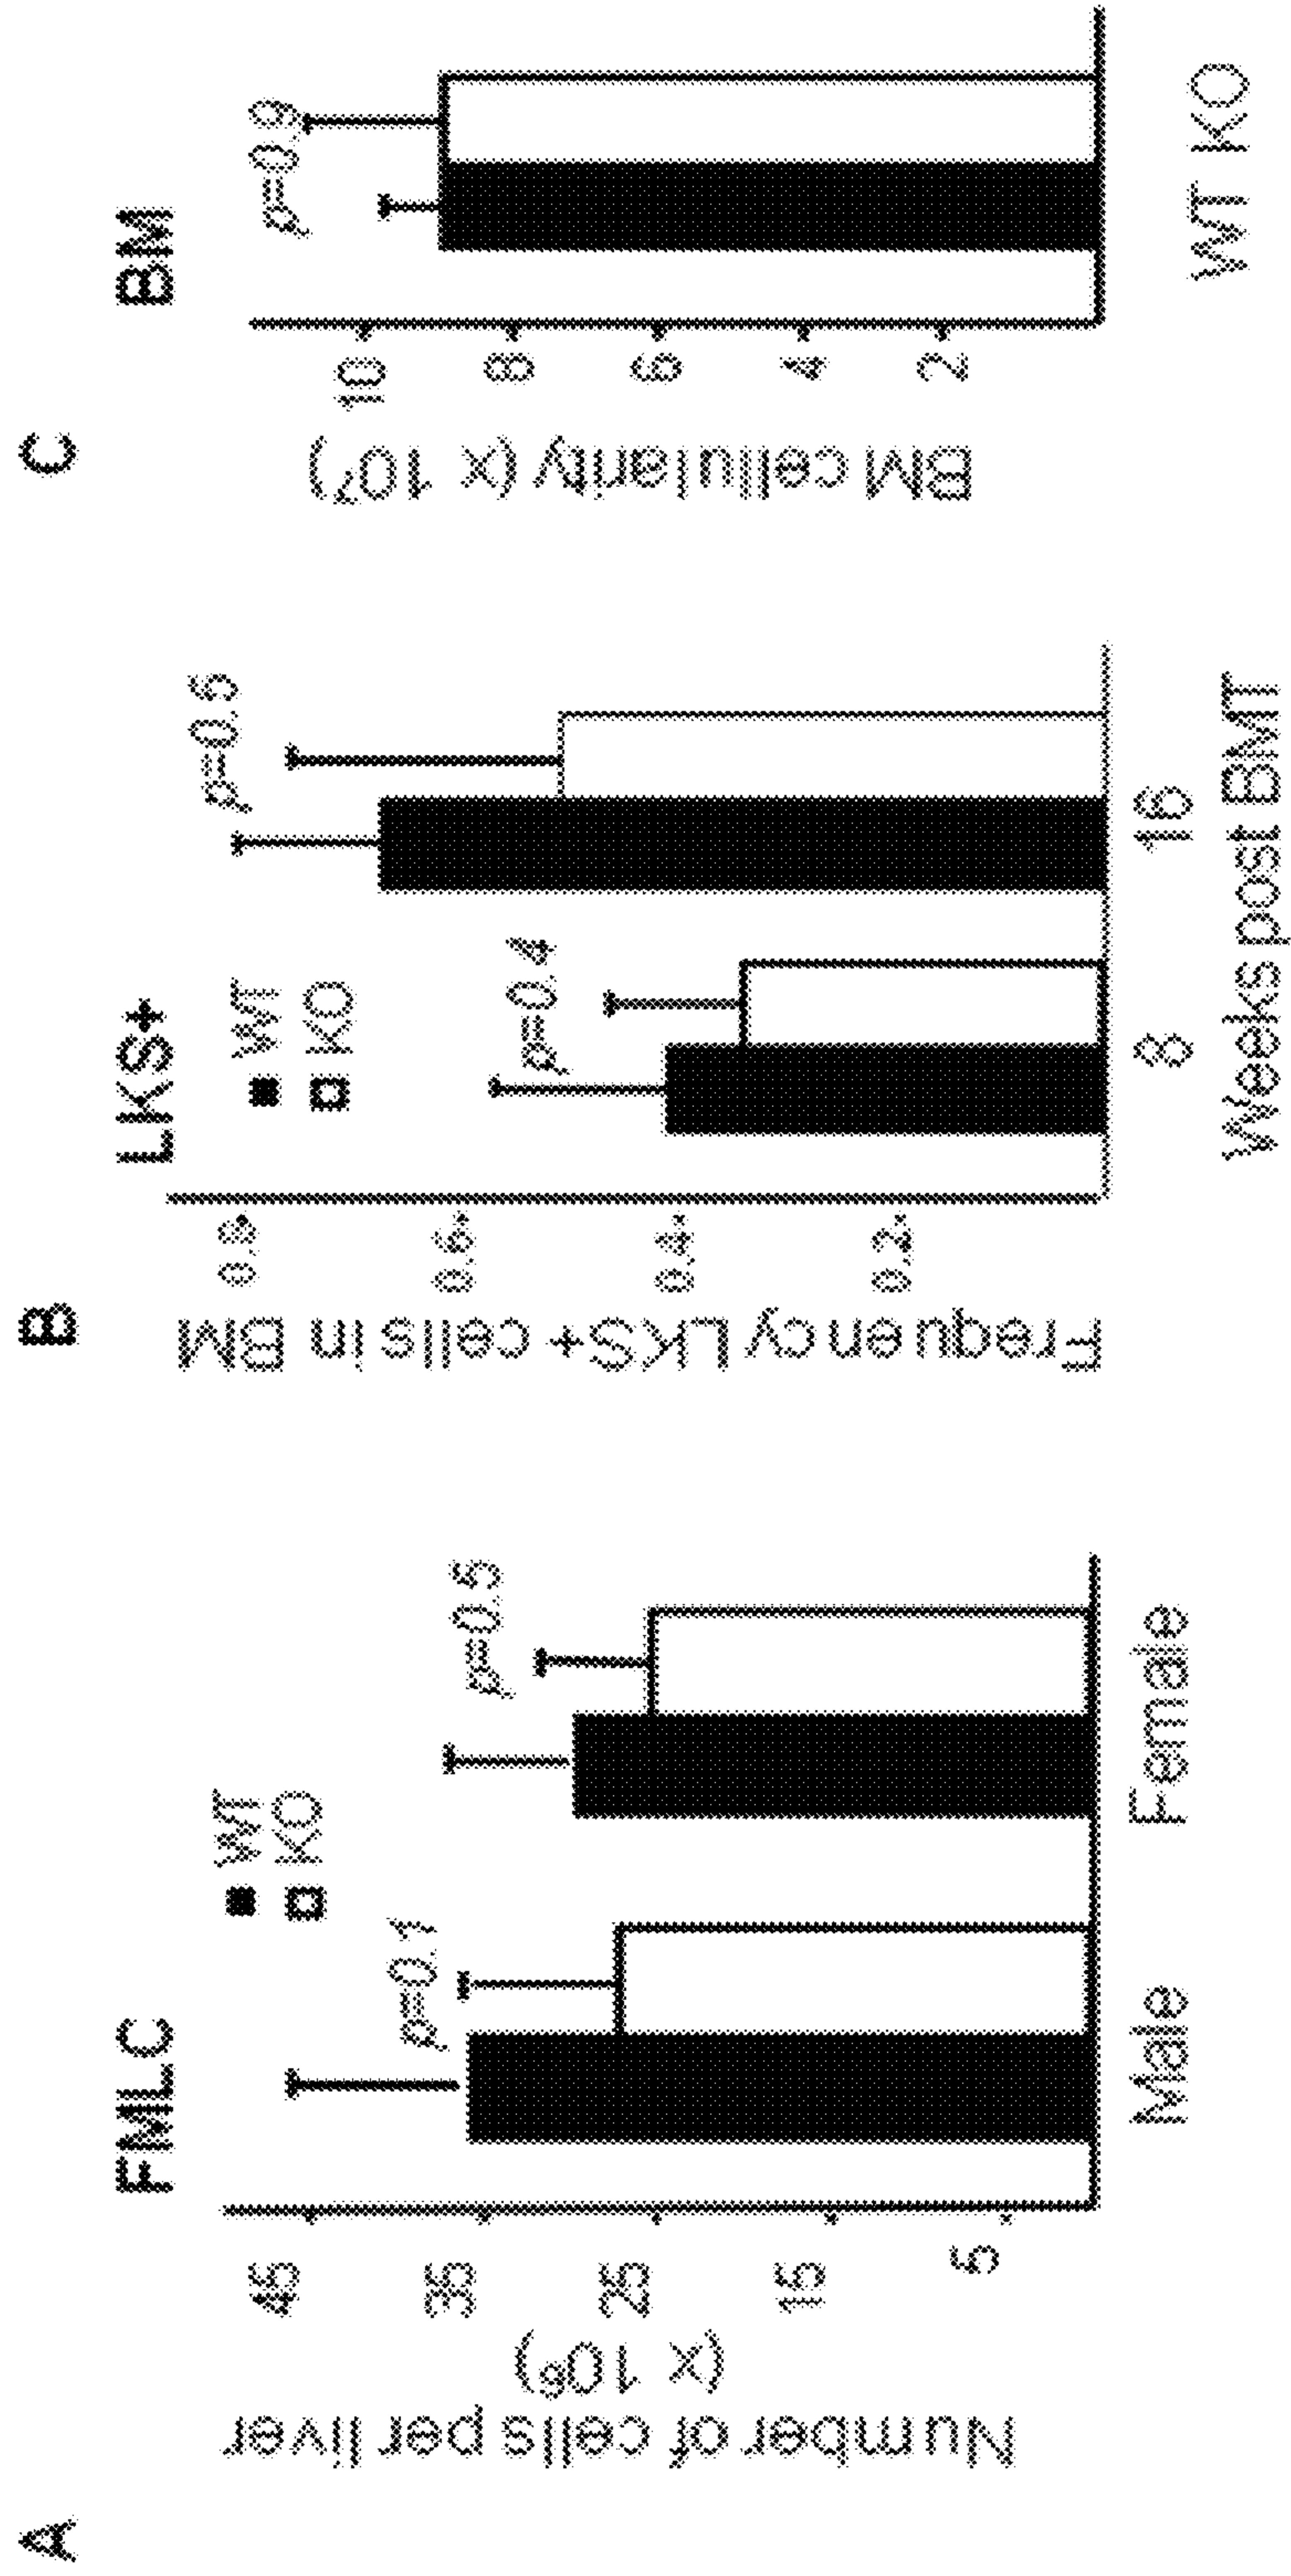 A
FMLC
Number of cells per liver
(x 10⁶)
45
35
25
15
5
WT
KO
p=0.1
p=0.5
Male
Female
B
LKS+
Frequency LKS+ cells in BM
0.8
0.6
0.4
0.2
WT
KO
p=0.4
p=0.6
8
16
Weeks post BMT
C
BM
BM cellularity (x 10⁷)
10
8
6
4
2
p=0.9
WT KO